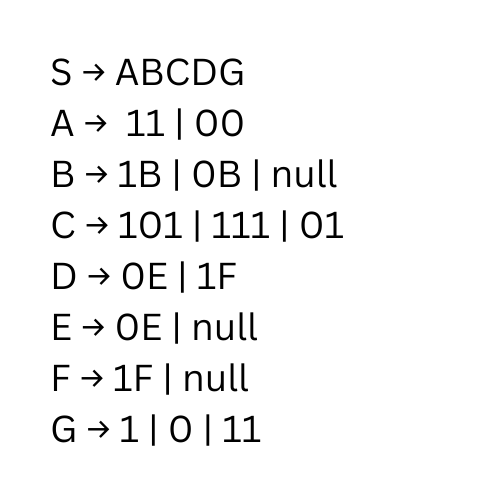 S → ABCDG
A → 11 | 00
B → 1B | 0B | null
C → 101 | 111 | 01
D → 0E | 1F
E → 0E | null
F → 1F | null
G → 1 | 0 | 11